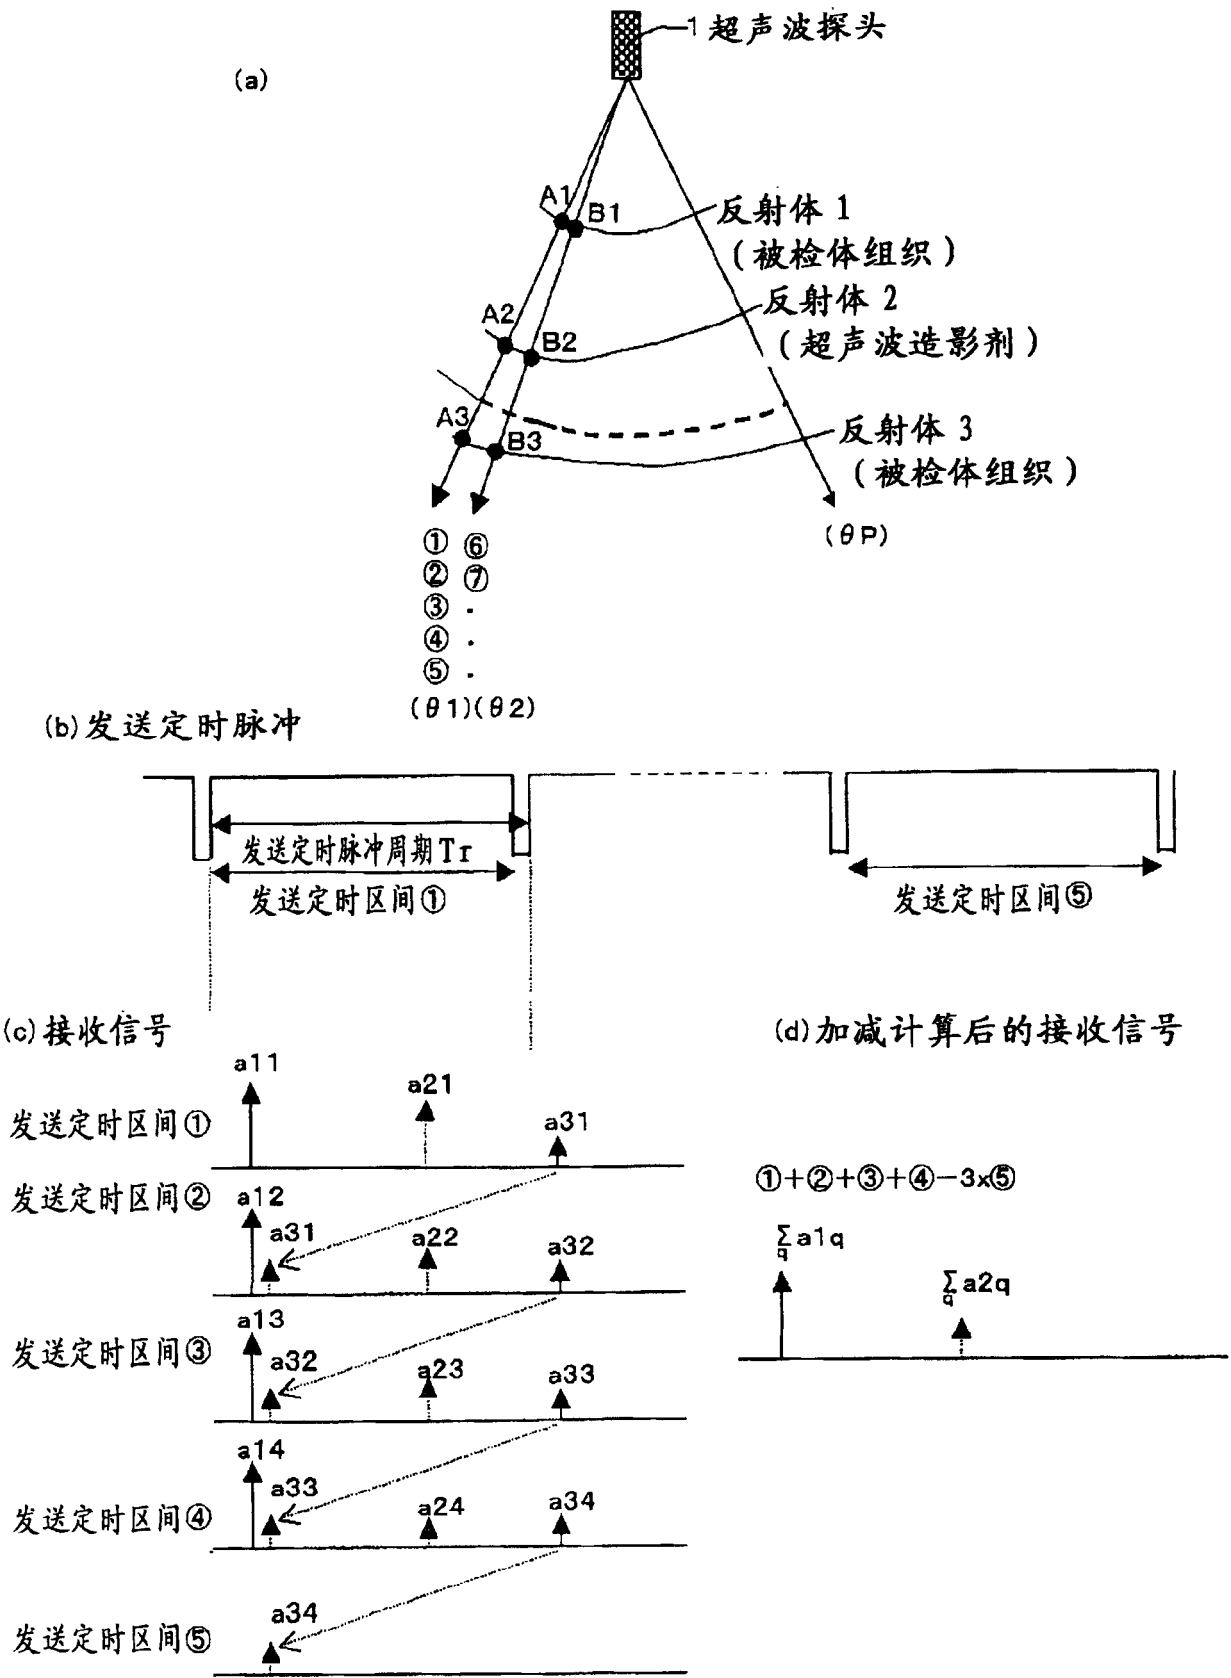 1 超声波探头
(a)
A1
B1
反射体 1
(被检体组织)
A2
B2
反射体 2
(超声波造影剂)
A3
B3
反射体 3
(被检体组织)
(θP)
① ⑥
② ⑦
③ .
④ .
⑤ .
(θ1)(θ2)
(b)发送定时脉冲
发送定时脉冲周期Tr
发送定时区间①
发送定时区间⑤
(c)接收信号
(d)加减计算后的接收信号
a11
a21
a31
发送定时区间①
发送定时区间②
a12
a31
a22
a32
①+②+③+④-3x⑤
Σq a1q
Σq a2q
a13
发送定时区间③
a32
a23
a33
a14
a33
a24
a34
发送定时区间④
a34
发送定时区间⑤